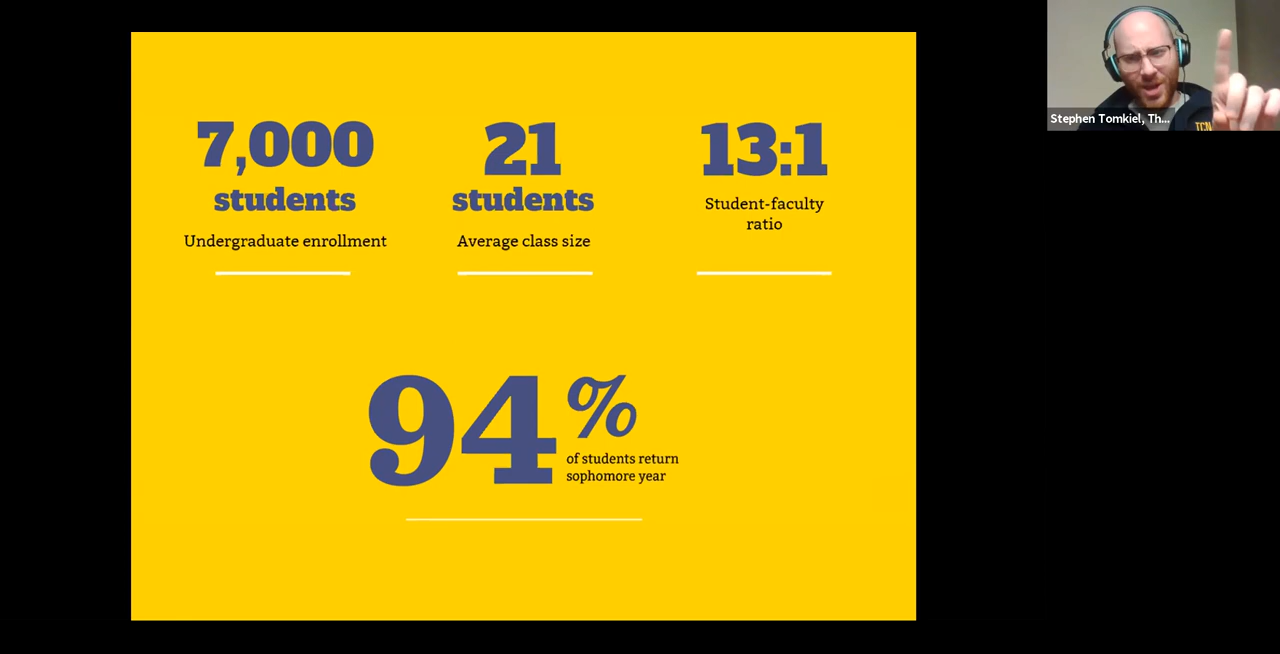 7,000
students
Undergraduate enrollment
21
students
Average class size
13:1
Student-faculty
ratio
94%
of students return
sophomore year
Stephen Tomkiel, Th...
TCN